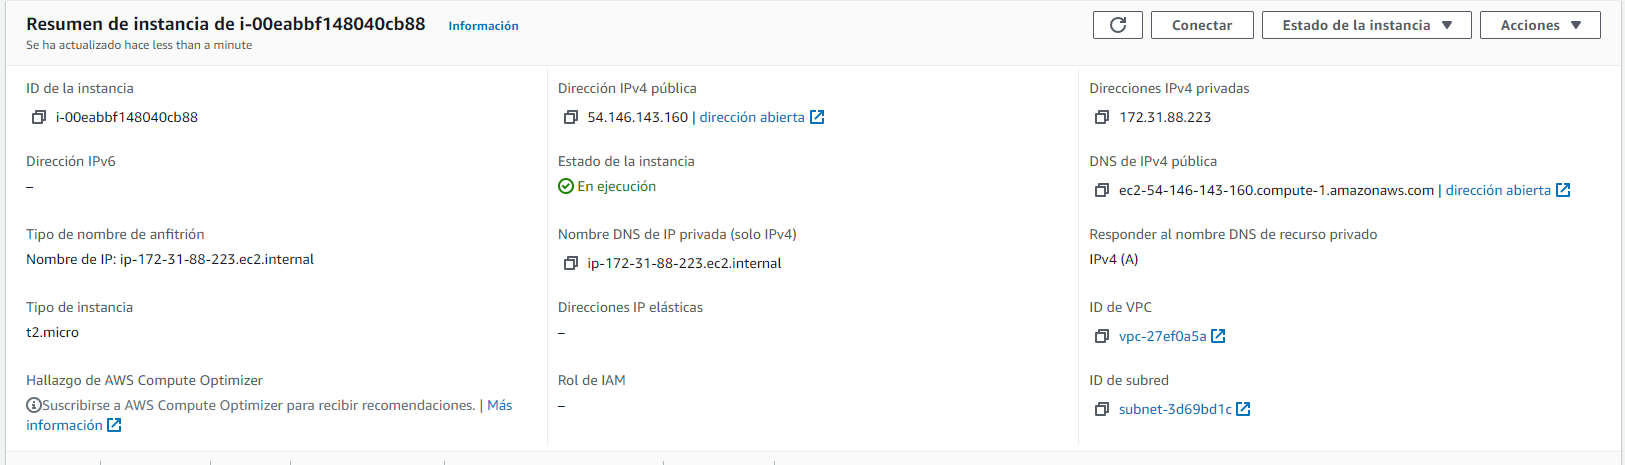 Resumen de instancia de i-00eabbf148040cb88 Información
Se ha actualizado hace less than a minute
Conectar
Estado de la instancia
Acciones
ID de la instancia
i-00eabbf148040cb88
Dirección IPv4 pública
54.146.143.160 | dirección abierta
Direcciones IPv4 privadas
172.31.88.223
Dirección IPv6
–
Estado de la instancia
En ejecución
DNS de IPv4 pública
ec2-54-146-143-160.compute-1.amazonaws.com | dirección abierta
Tipo de nombre de anfitrión
Nombre de IP: ip-172-31-88-223.ec2.internal
Nombre DNS de IP privada (solo IPv4)
ip-172-31-88-223.ec2.internal
Responder al nombre DNS de recurso privado
IPv4 (A)
Tipo de instancia
t2.micro
Direcciones IP elásticas
–
ID de VPC
vpc-27ef0a5a
Hallazgo de AWS Compute Optimizer
Suscribirse a AWS Compute Optimizer para recibir recomendaciones. | Más
información
Rol de IAM
–
ID de subred
subnet-3d69bd1c